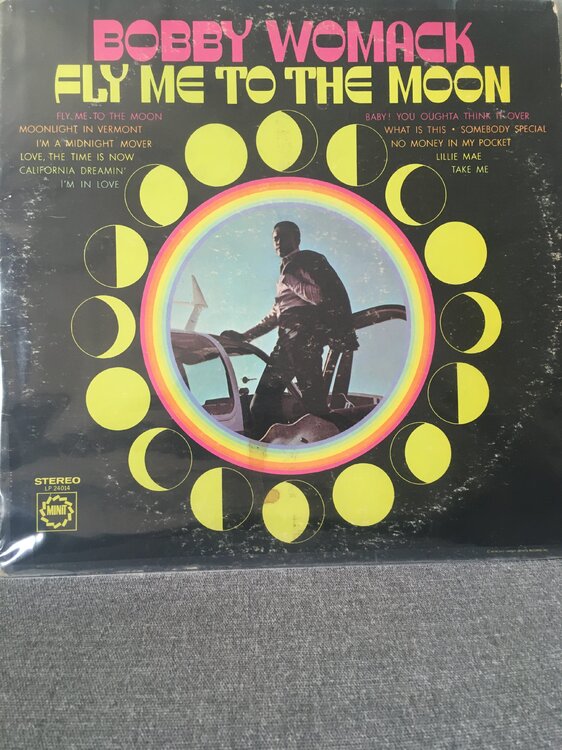 BOBBY WOMACK
FLY ME TO THE MOON
FLY ME TO THE MOON
MOONLIGHT IN VERMONT
I'M A MIDNIGHT MOVER
LOVE, THE TIME IS NOW
CALIFORNIA DREAMIN'
I'M IN LOVE
BABY! YOU OUGHTA THINK IT OVER
WHAT IS THIS • SOMEBODY SPECIAL
NO MONEY IN MY POCKET
LILLIE MAE
TAKE ME
STEREO
LP 24014
MINIT